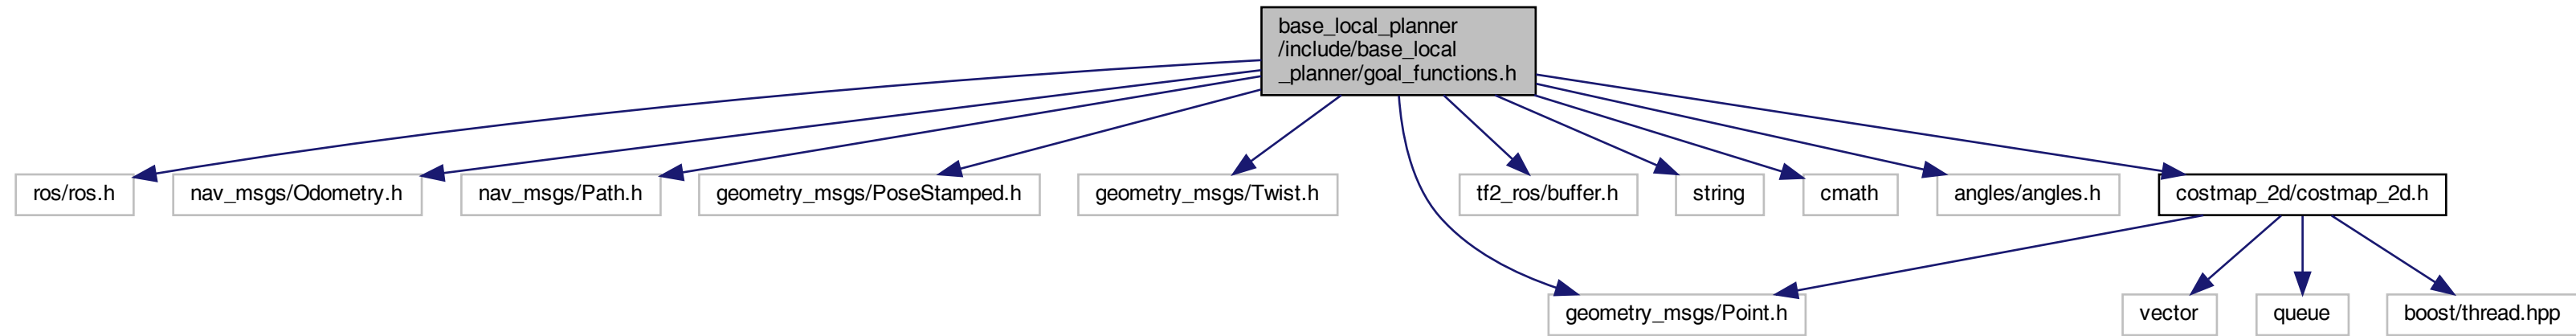 base_local_planner
/include/base_local
_planner/goal_functions.h
ros/ros.h
nav_msgs/Odometry.h
nav_msgs/Path.h
geometry_msgs/PoseStamped.h
geometry_msgs/Twist.h
tf2_ros/buffer.h
string
cmath
angles/angles.h
costmap_2d/costmap_2d.h
geometry_msgs/Point.h
vector
queue
boost/thread.hpp